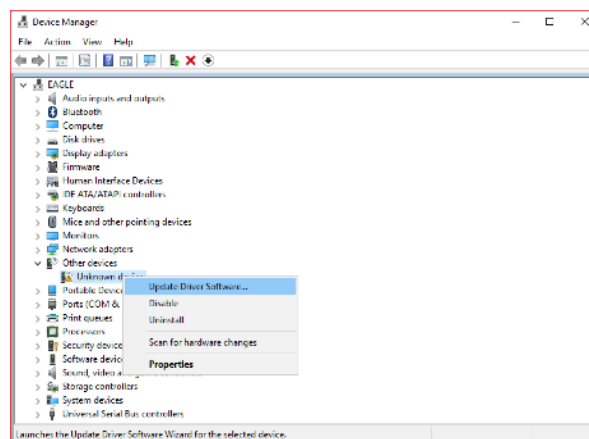 Device Manager
File Action View Help
EAGLE
Audio inputs and outputs
Bluetooth
Computer
Disk drives
Display adapters
Firmware
Human Interface Devices
IDE ATA/ATAPI controllers
Keyboards
Mice and other pointing devices
Monitors
Network adapters
Other devices
Unknown device
Update Driver Software...
Portable Device
Disable
Ports (COM &
Uninstall
Print queues
Processors
Scan for hardware changes
Security device
Software device
Properties
Sound, video a
Storage controllers
System devices
Universal Serial Bus controllers
Launches the Update Driver Software Wizard for the selected device.